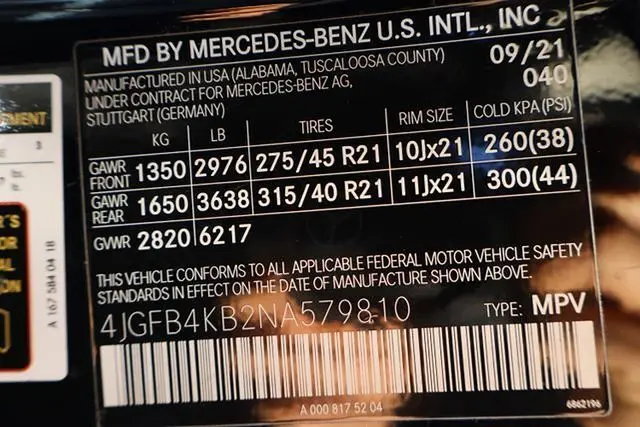 MFD BY MERCEDES-BENZ U.S. INTL., INC
MANUFACTURED IN USA (ALABAMA, TUSCALOOSA COUNTY) 09/21
UNDER CONTRACT FOR MERCEDES-BENZ AG, 040
STUTTGART (GERMANY)
KG LB TIRES RIM SIZE COLD KPA (PSI)
GAWR FRONT 1350 2976 275/45 R21 10Jx21 260(38)
GAWR REAR 1650 3638 315/40 R21 11Jx21 300(44)
GVWR 2820 6217
THIS VEHICLE CONFORMS TO ALL APPLICABLE FEDERAL MOTOR VEHICLE SAFETY
STANDARDS IN EFFECT ON THE DATE OF MANUFACTURE SHOWN ABOVE.
4JGFB4KB2NA579810 TYPE: MPV
A 000 817 52 04 6862196
A 167 584 04 18